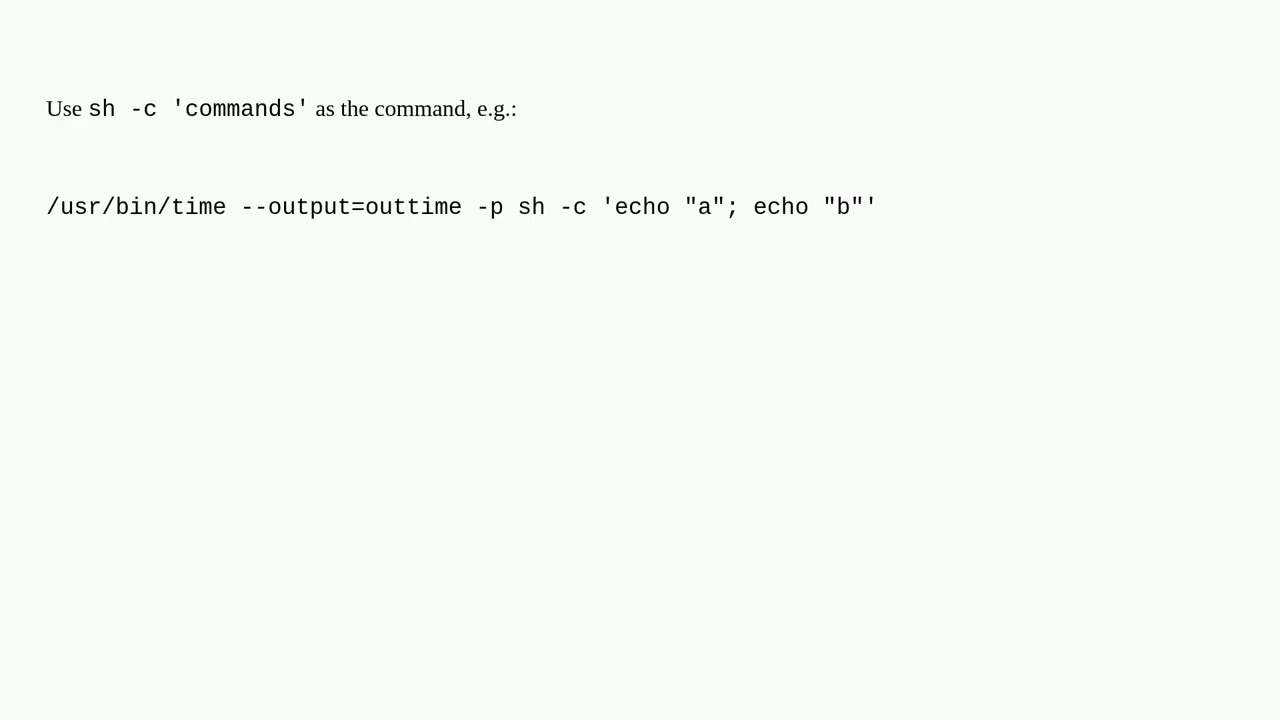 Use sh -c 'commands' as the command, e.g.:
/usr/bin/time --output=outtime -p sh -c 'echo "a"; echo "b"'